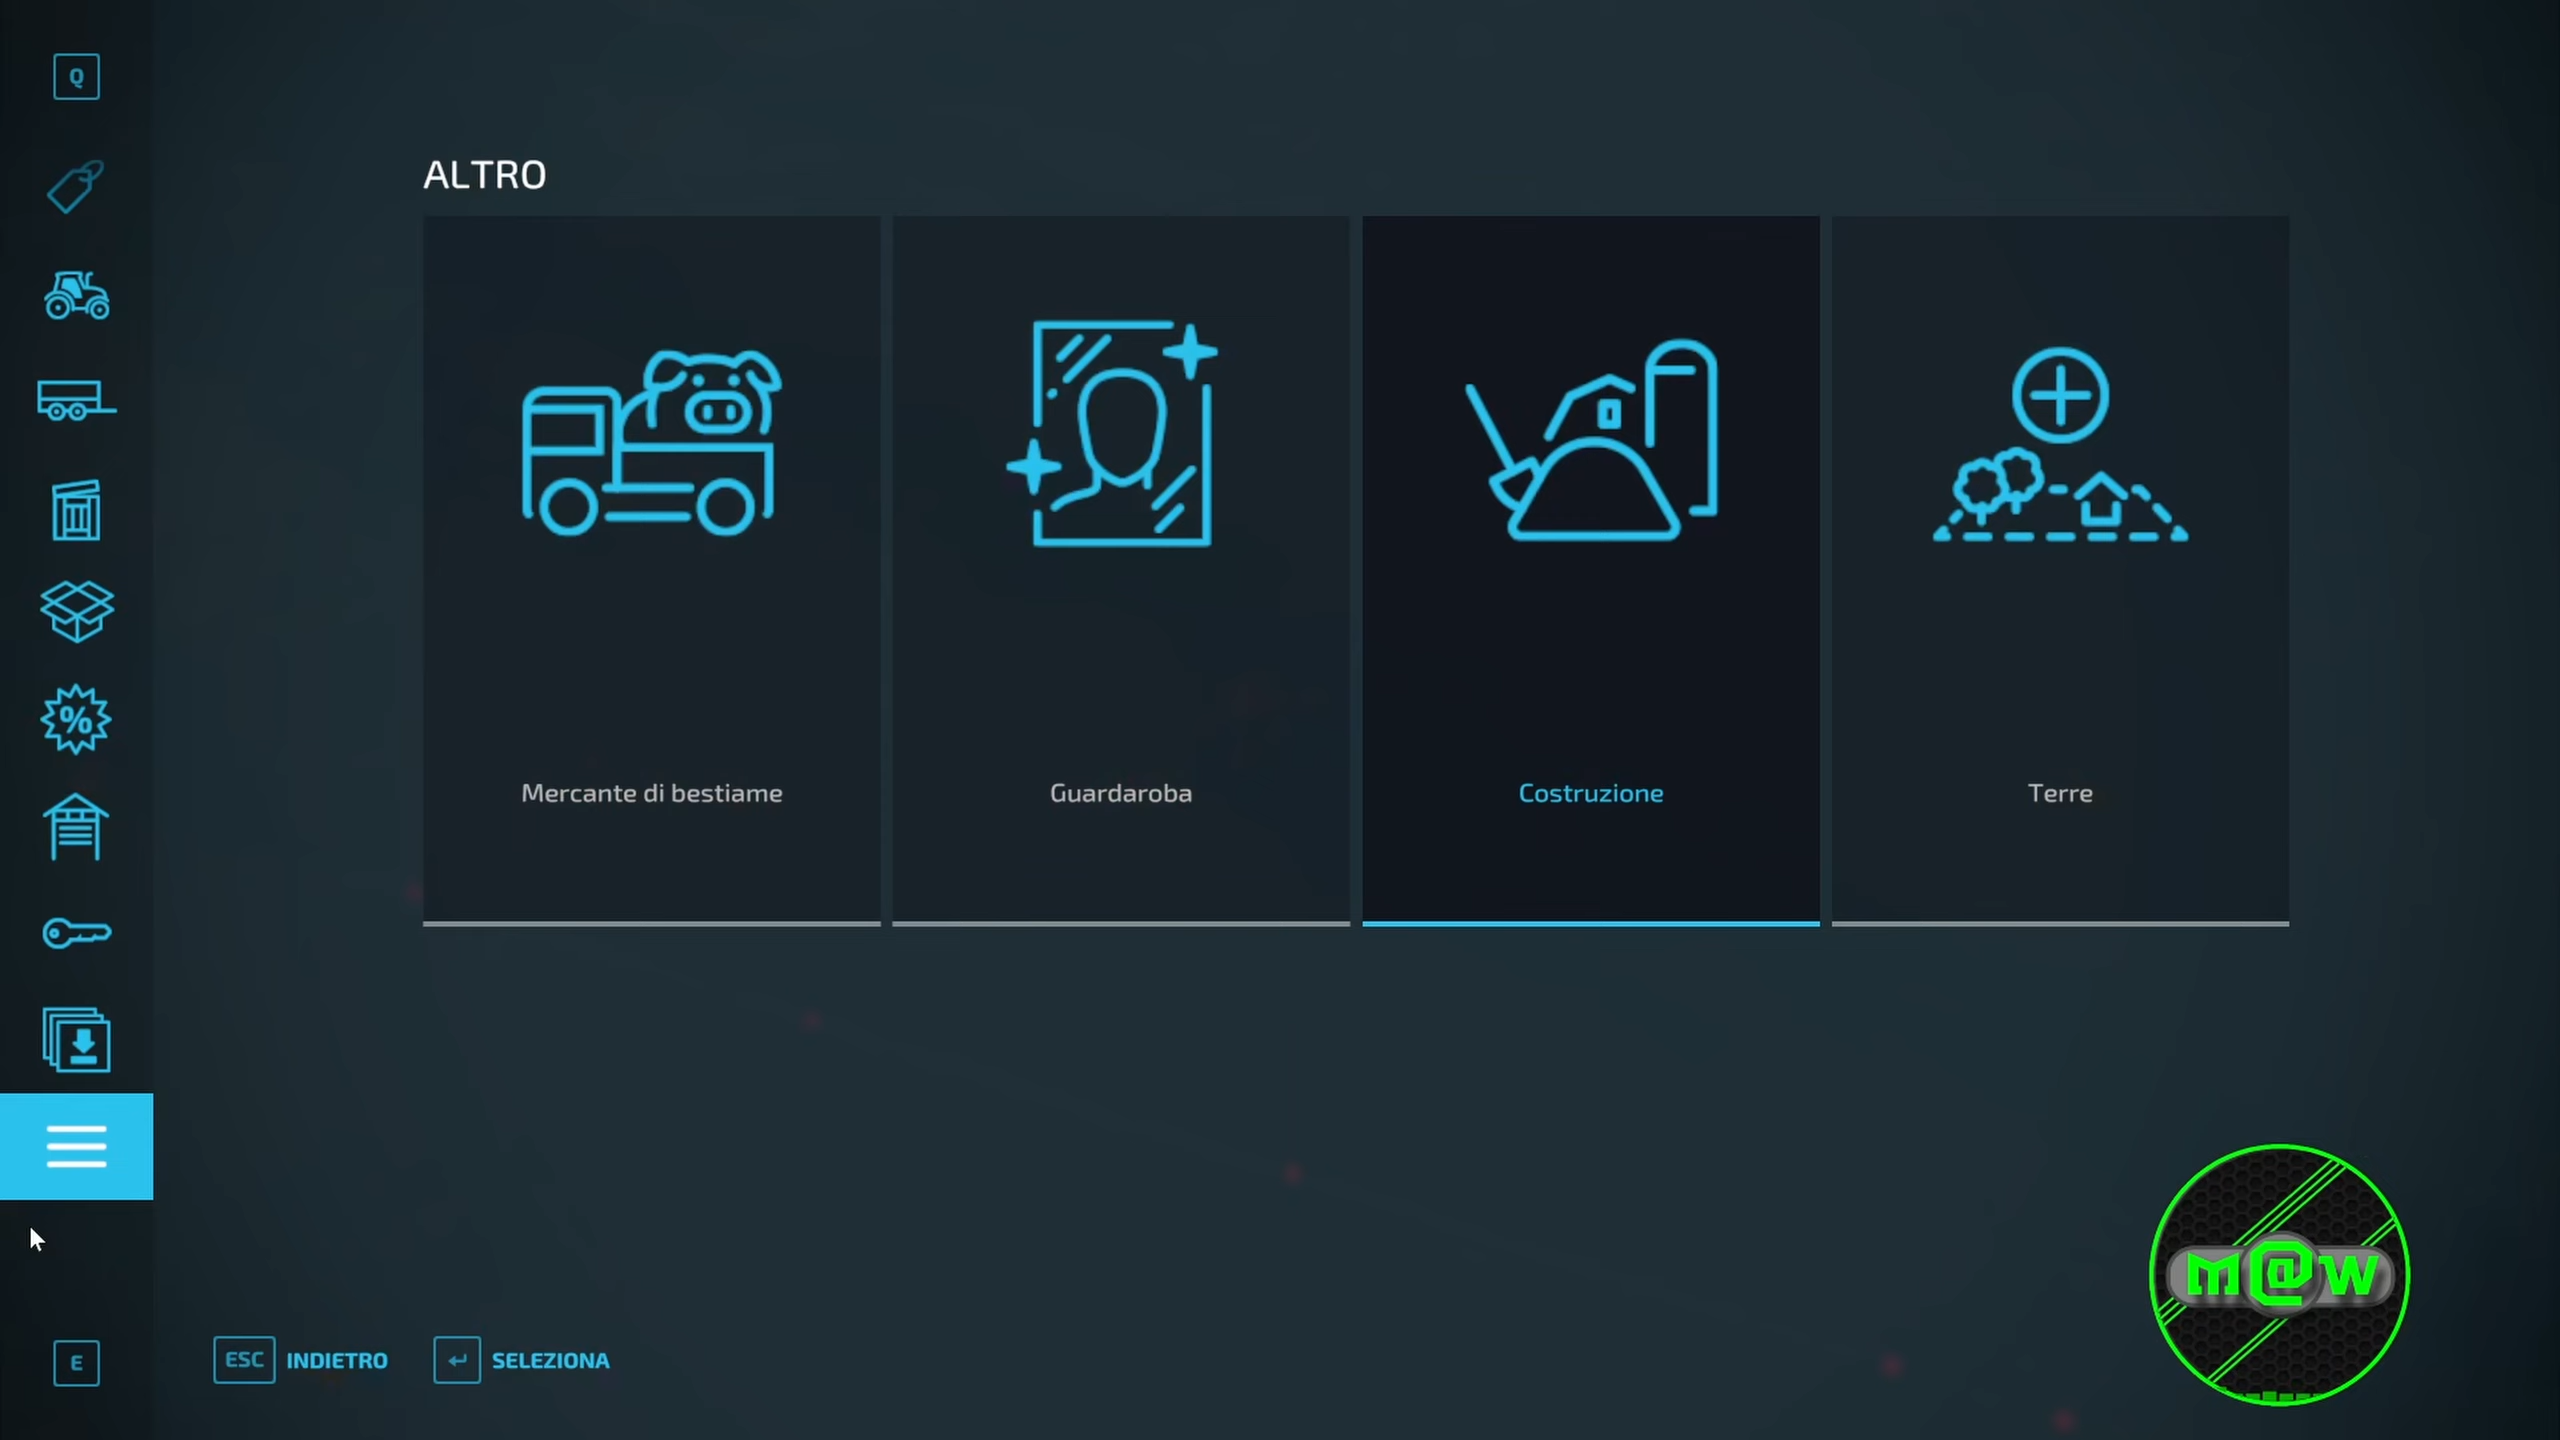 Q
ALTRO
%
Mercante di bestiame
Guardaroba
Costruzione
Terre
m@w
E
ESC INDIETRO
SELEZIONA